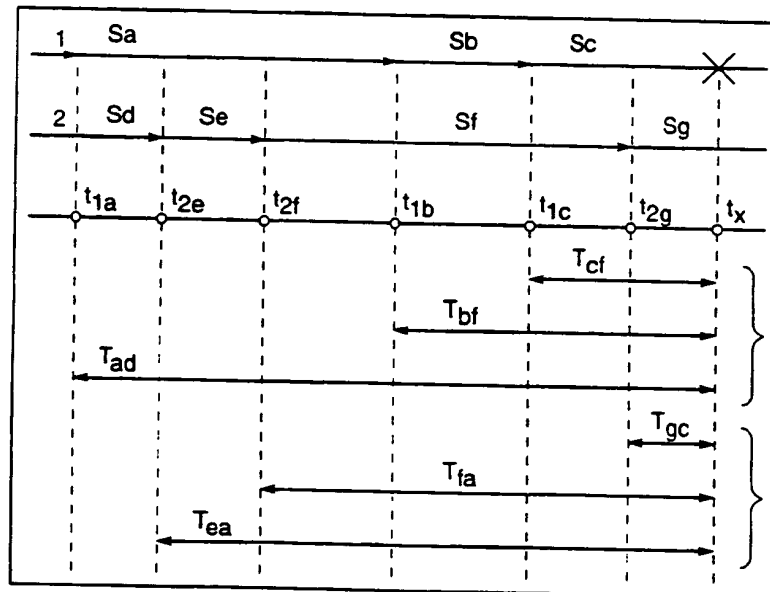 1 Sa Sb Sc
2 Sd Se Sf Sg
t1a t2e t2f t1b t1c t2g tx
Tcf
Tbf
Tad
Tgc
Tfa
Tea